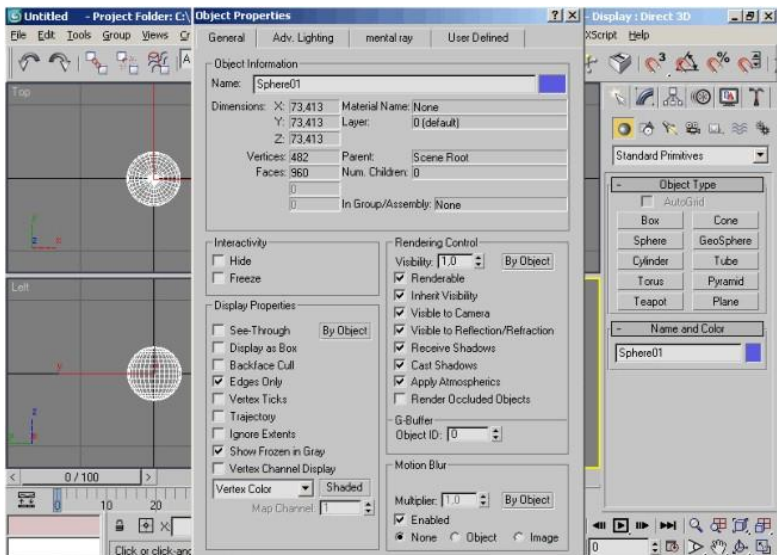 Untitled - Project Folder: C:\
Object Properties
- Display : Direct 3D
File Edit Tools Group Views
XScript Help
General Adv. Lighting mental ray User Defined
Object Information
Name: Sphere01
Dimensions: X: 73,413 Material Name: None
Y: 73,413 Layer: 0 (default)
Z: 73,413
Vertices: 482 Parent: Scene Root
Faces: 960 Num. Children: 0
0
0 In Group/Assembly: None
Interactivity
Hide
Freeze
Display Properties
See-Through By Object
Display as Box
Backface Cull
Edges Only
Vertex Ticks
Trajectory
Ignore Extents
Show Frozen in Gray
Vertex Channel Display
Vertex Color Shaded
Map Channel: 1
Rendering Control
Visibility: 1,0 By Object
Renderable
Inherit Visibility
Visible to Camera
Visible to Reflection/Refraction
Receive Shadows
Cast Shadows
Apply Atmospherics
Render Occluded Objects
G-Buffer
Object ID: 0
Motion Blur
Multiplier: 1,0 By Object
Enabled
None Object Image
Top
Left
0 / 100
0 10 20
X
Click or click-and
Standard Primitives
- Object Type
AutoGrid
Box Cone
Sphere GeoSphere
Cylinder Tube
Torus Pyramid
Teapot Plane
- Name and Color
Sphere01
0